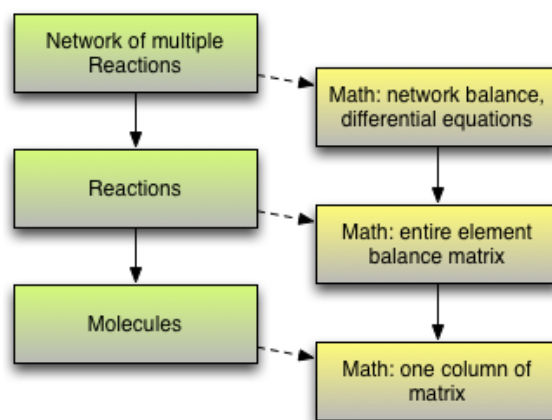 Network of multiple
Reactions
Math: network balance,
differential equations
Reactions
Math: entire element
balance matrix
Molecules
Math: one column of
matrix